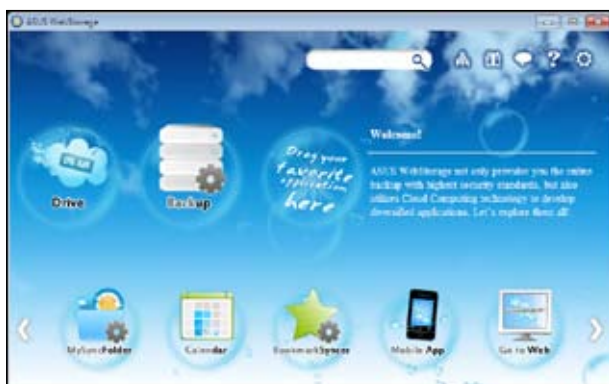 ASUS WebStorage
Welcome!
Drag your
favorite
application
here
ASUS WebStorage not only provides you the online
backup with highest security standards, but also
utilizes Cloud Computing technology to develop
diversified applications. Let's explore them all!
Drive
Backup
MySyncFolder
Calendar
BookmarkSyncer
Mobile App
Go to Web